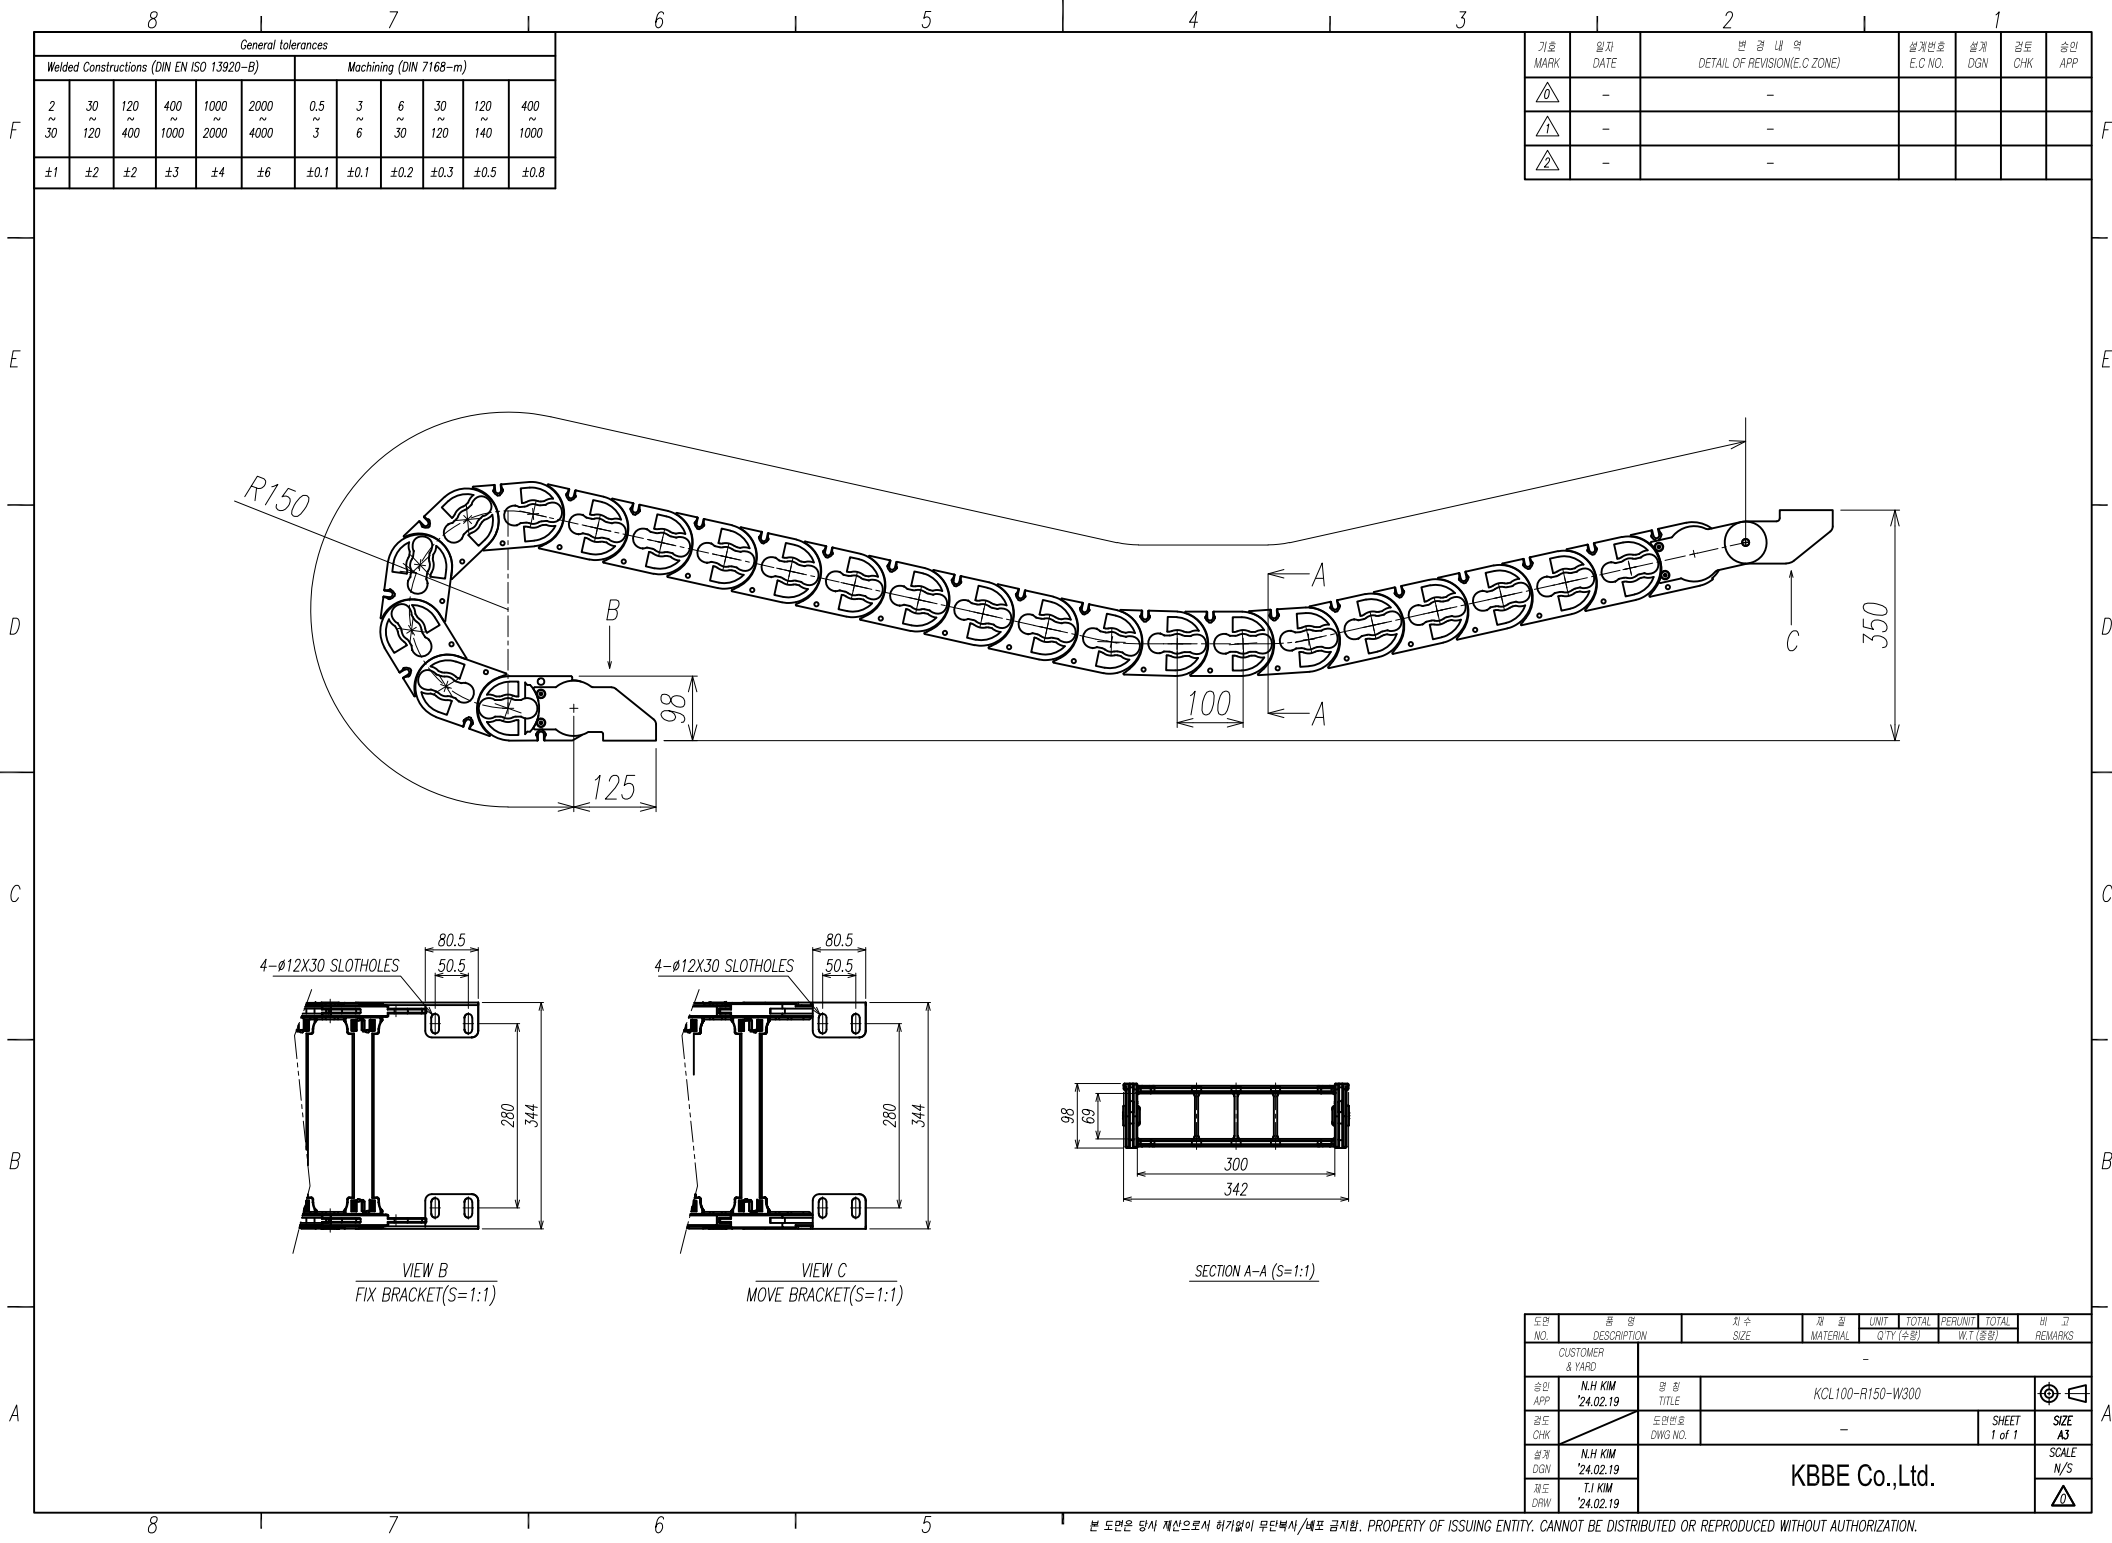 8 7 6 5 4 3 2 1
General tolerances
Welded Constructions (DIN EN ISO 13920-B) Machining (DIN 7168-m)
2 ~ 30 30 ~ 120 120 ~ 400 400 ~ 1000 1000 ~ 2000 2000 ~ 4000 0.5 ~ 3 3 ~ 6 6 ~ 30 30 ~ 120 120 ~ 140 400 ~ 1000
±1 ±2 ±2 ±3 ±4 ±6 ±0.1 ±0.1 ±0.2 ±0.3 ±0.5 ±0.8
기호 일자 변 경 내 역 설계번호 설계 검토 승인
MARK DATE DETAIL OF REVISION(E.C ZONE) E.C NO. DGN CHK APP
0 - -
1 - -
2 - -
F F
E E
D D
C C
B B
A A
R150
B
A
A
C
98
100
350
125
80.5
50.5
4-ø12X30 SLOTHOLES
280
344
VIEW B
FIX BRACKET(S=1:1)
80.5
50.5
4-ø12X30 SLOTHOLES
280
344
VIEW C
MOVE BRACKET(S=1:1)
98
69
300
342
SECTION A-A (S=1:1)
도면 품 명 치 수 재 질 UNIT TOTAL PERUNIT TOTAL 비 고
NO. DESCRIPTION SIZE MATERIAL Q'TY (수량) W.T (중량) REMARKS
CUSTOMER
& YARD -
승인 N.H KIM 명 칭 KCL100-R150-W300
APP '24.02.19 TITLE
검도 도면번호 - SHEET SIZE
CHK DWG NO. 1 of 1 A3
설계 N.H KIM SCALE
DGN '24.02.19 N/S
KBBE Co.,Ltd.
제도 T.I KIM 0
DRW '24.02.19
8 7 6 5
본 도면은 당사 재산으로서 허가없이 무단복사/배포 금지함. PROPERTY OF ISSUING ENTITY. CANNOT BE DISTRIBUTED OR REPRODUCED WITHOUT AUTHORIZATION.